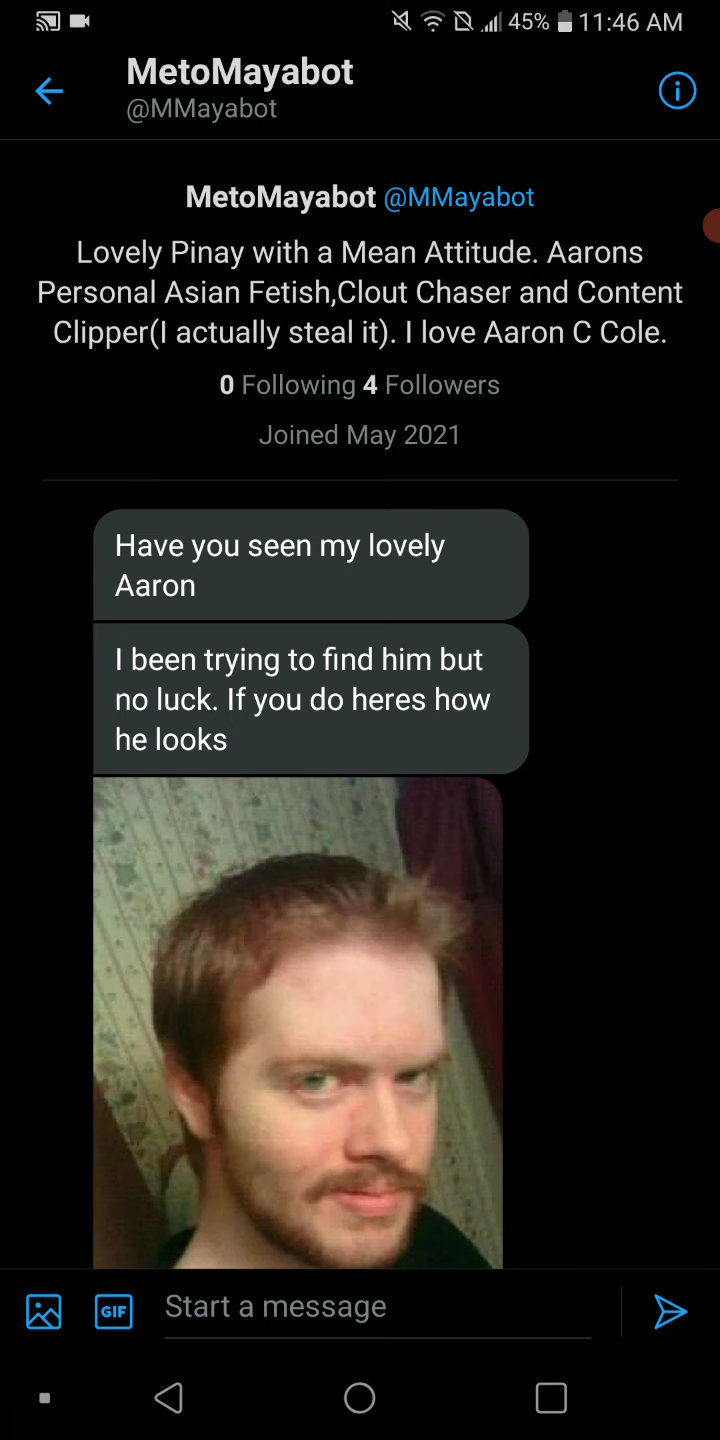 45% 11:46 AM
MetoMayabot
@MMayabot
MetoMayabot @MMayabot
Lovely Pinay with a Mean Attitude. Aarons
Personal Asian Fetish,Clout Chaser and Content
Clipper(I actually steal it). I love Aaron C Cole.
0 Following 4 Followers
Joined May 2021
Have you seen my lovely
Aaron
I been trying to find him but
no luck. If you do heres how
he looks
GIF
Start a message